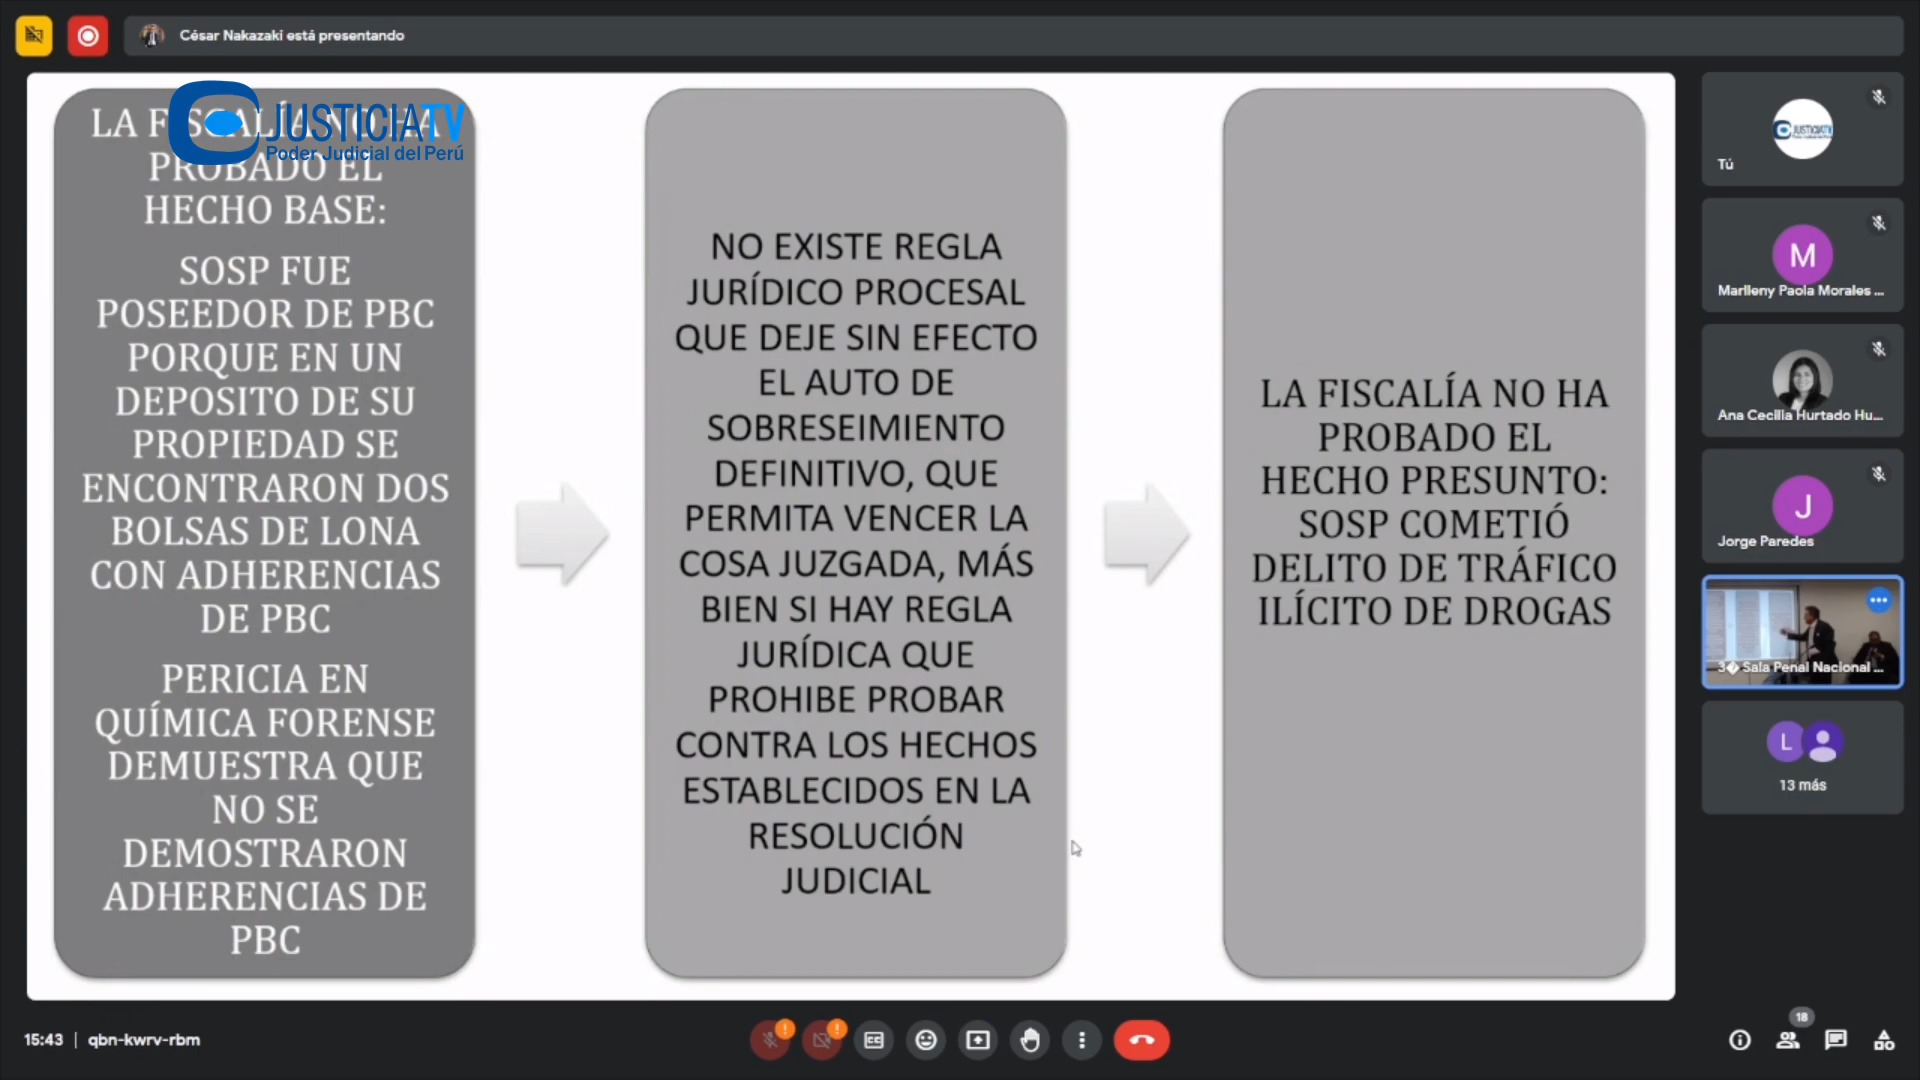 César Nakazaki está presentando
JUSTICIATV
Poder Judicial del Perú
LA FISCALÍA NO HA
PROBADO EL
HECHO BASE:
SOSP FUE
POSEEDOR DE PBC
PORQUE EN UN
DEPOSITO DE SU
PROPIEDAD SE
ENCONTRARON DOS
BOLSAS DE LONA
CON ADHERENCIAS
DE PBC
PERICIA EN
QUÍMICA FORENSE
DEMUESTRA QUE
NO SE
DEMOSTRARON
ADHERENCIAS DE
PBC
NO EXISTE REGLA
JURÍDICO PROCESAL
QUE DEJE SIN EFECTO
EL AUTO DE
SOBRESEIMIENTO
DEFINITIVO, QUE
PERMITA VENCER LA
COSA JUZGADA, MÁS
BIEN SI HAY REGLA
JURÍDICA QUE
PROHIBE PROBAR
CONTRA LOS HECHOS
ESTABLECIDOS EN LA
RESOLUCIÓN
JUDICIAL
LA FISCALÍA NO HA
PROBADO EL
HECHO PRESUNTO:
SOSP COMETIÓ
DELITO DE TRÁFICO
ILÍCITO DE DROGAS
JUSTICIATV
Tú
M
Marlleny Paola Morales ...
Ana Cecilia Hurtado Hu...
J
Jorge Paredes
3� Sala Penal Nacional ...
L
13 más
15:43 | qbn-kwrv-rbm
18